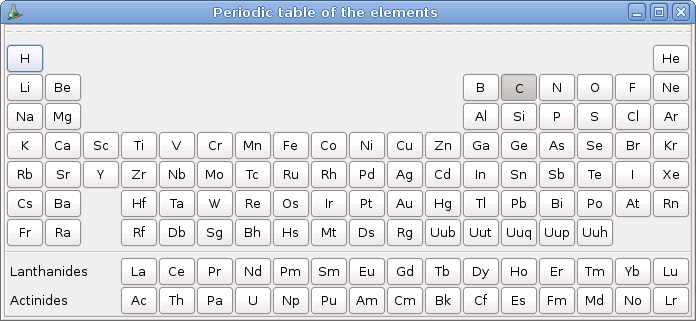 Periodic table of the elements
H He
Li Be B C N O F Ne
Na Mg Al Si P S Cl Ar
K Ca Sc Ti V Cr Mn Fe Co Ni Cu Zn Ga Ge As Se Br Kr
Rb Sr Y Zr Nb Mo Tc Ru Rh Pd Ag Cd In Sn Sb Te I Xe
Cs Ba Hf Ta W Re Os Ir Pt Au Hg Tl Pb Bi Po At Rn
Fr Ra Rf Db Sg Bh Hs Mt Ds Rg Uub Uut Uuq Uup Uuh
Lanthanides La Ce Pr Nd Pm Sm Eu Gd Tb Dy Ho Er Tm Yb Lu
Actinides Ac Th Pa U Np Pu Am Cm Bk Cf Es Fm Md No Lr